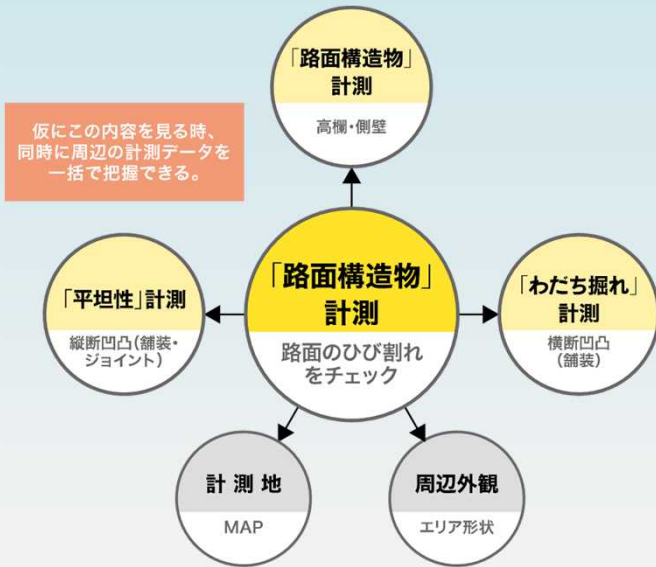 「路面構造物」
計測
高欄・側壁
仮にこの内容を見る時、
同時に周辺の計測データを
一括で把握できる。
「路面構造物」
計測
路面のひび割れ
をチェック
「平坦性」計測
縦断凹凸(舗装・
ジョイント)
「わだち掘れ」
計測
横断凹凸
(舗装)
計測地
MAP
周辺外観
エリア形状